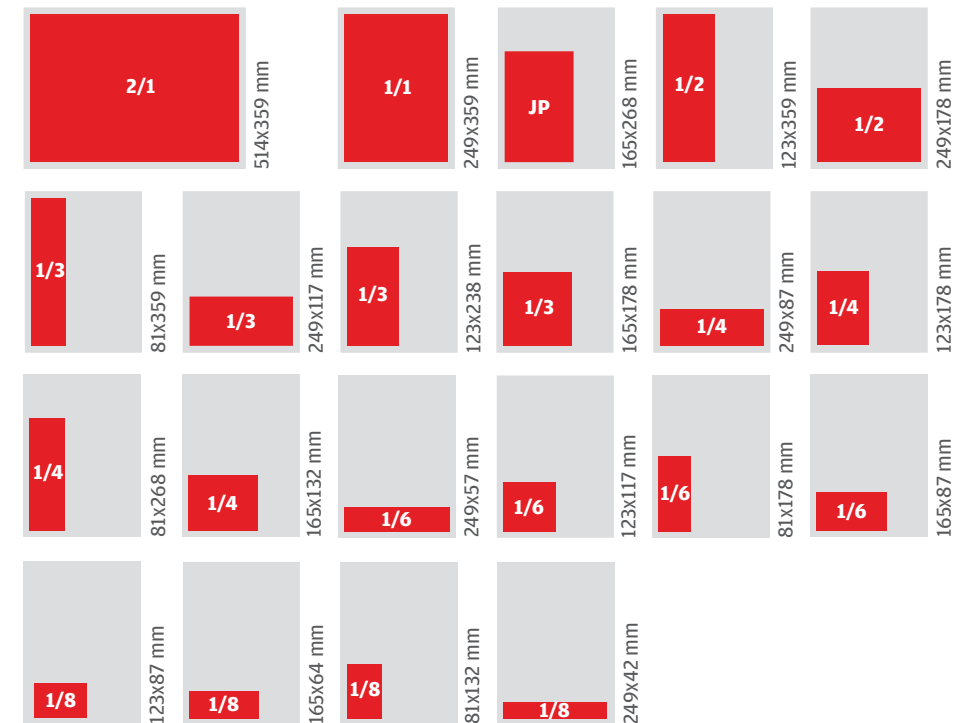 2/1
514x359 mm
1/1
249x359 mm
JP
165x268 mm
1/2
123x359 mm
1/2
249x178 mm
1/3
81x359 mm
1/3
249x117 mm
1/3
123x238 mm
1/3
165x178 mm
1/4
249x87 mm
1/4
123x178 mm
1/4
81x268 mm
1/4
165x132 mm
1/6
249x57 mm
1/6
123x117 mm
1/6
81x178 mm
1/6
165x87 mm
1/8
123x87 mm
1/8
165x64 mm
1/8
81x132 mm
1/8
249x42 mm